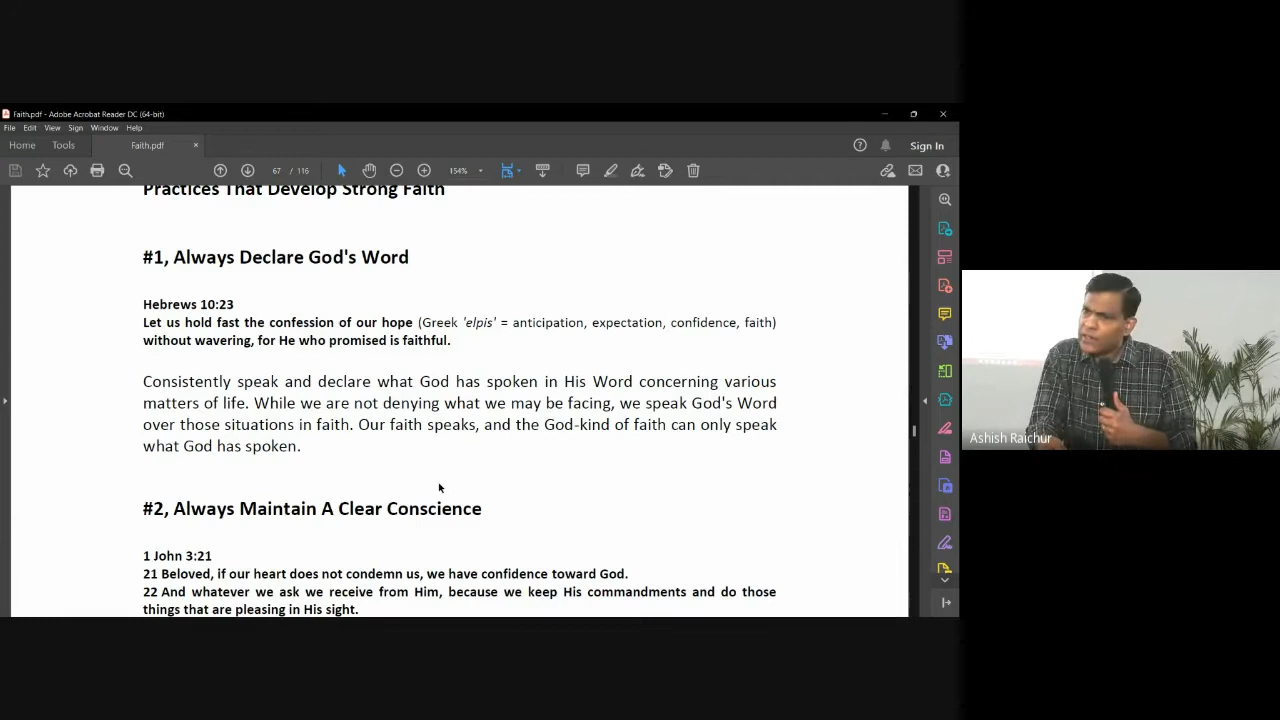 Faith.pdf - Adobe Acrobat Reader DC (64-bit)
File Edit View Sign Window Help
Home Tools Faith.pdf × Sign In
67 / 116 154%
Practices That Develop Strong Faith
#1, Always Declare God's Word
Hebrews 10:23
Let us hold fast the confession of our hope (Greek 'elpis' = anticipation, expectation, confidence, faith)
without wavering, for He who promised is faithful.
Consistently speak and declare what God has spoken in His Word concerning various
matters of life. While we are not denying what we may be facing, we speak God's Word
over those situations in faith. Our faith speaks, and the God-kind of faith can only speak
what God has spoken.
#2, Always Maintain A Clear Conscience
1 John 3:21
21 Beloved, if our heart does not condemn us, we have confidence toward God.
22 And whatever we ask we receive from Him, because we keep His commandments and do those
things that are pleasing in His sight.
Ashish Raichur